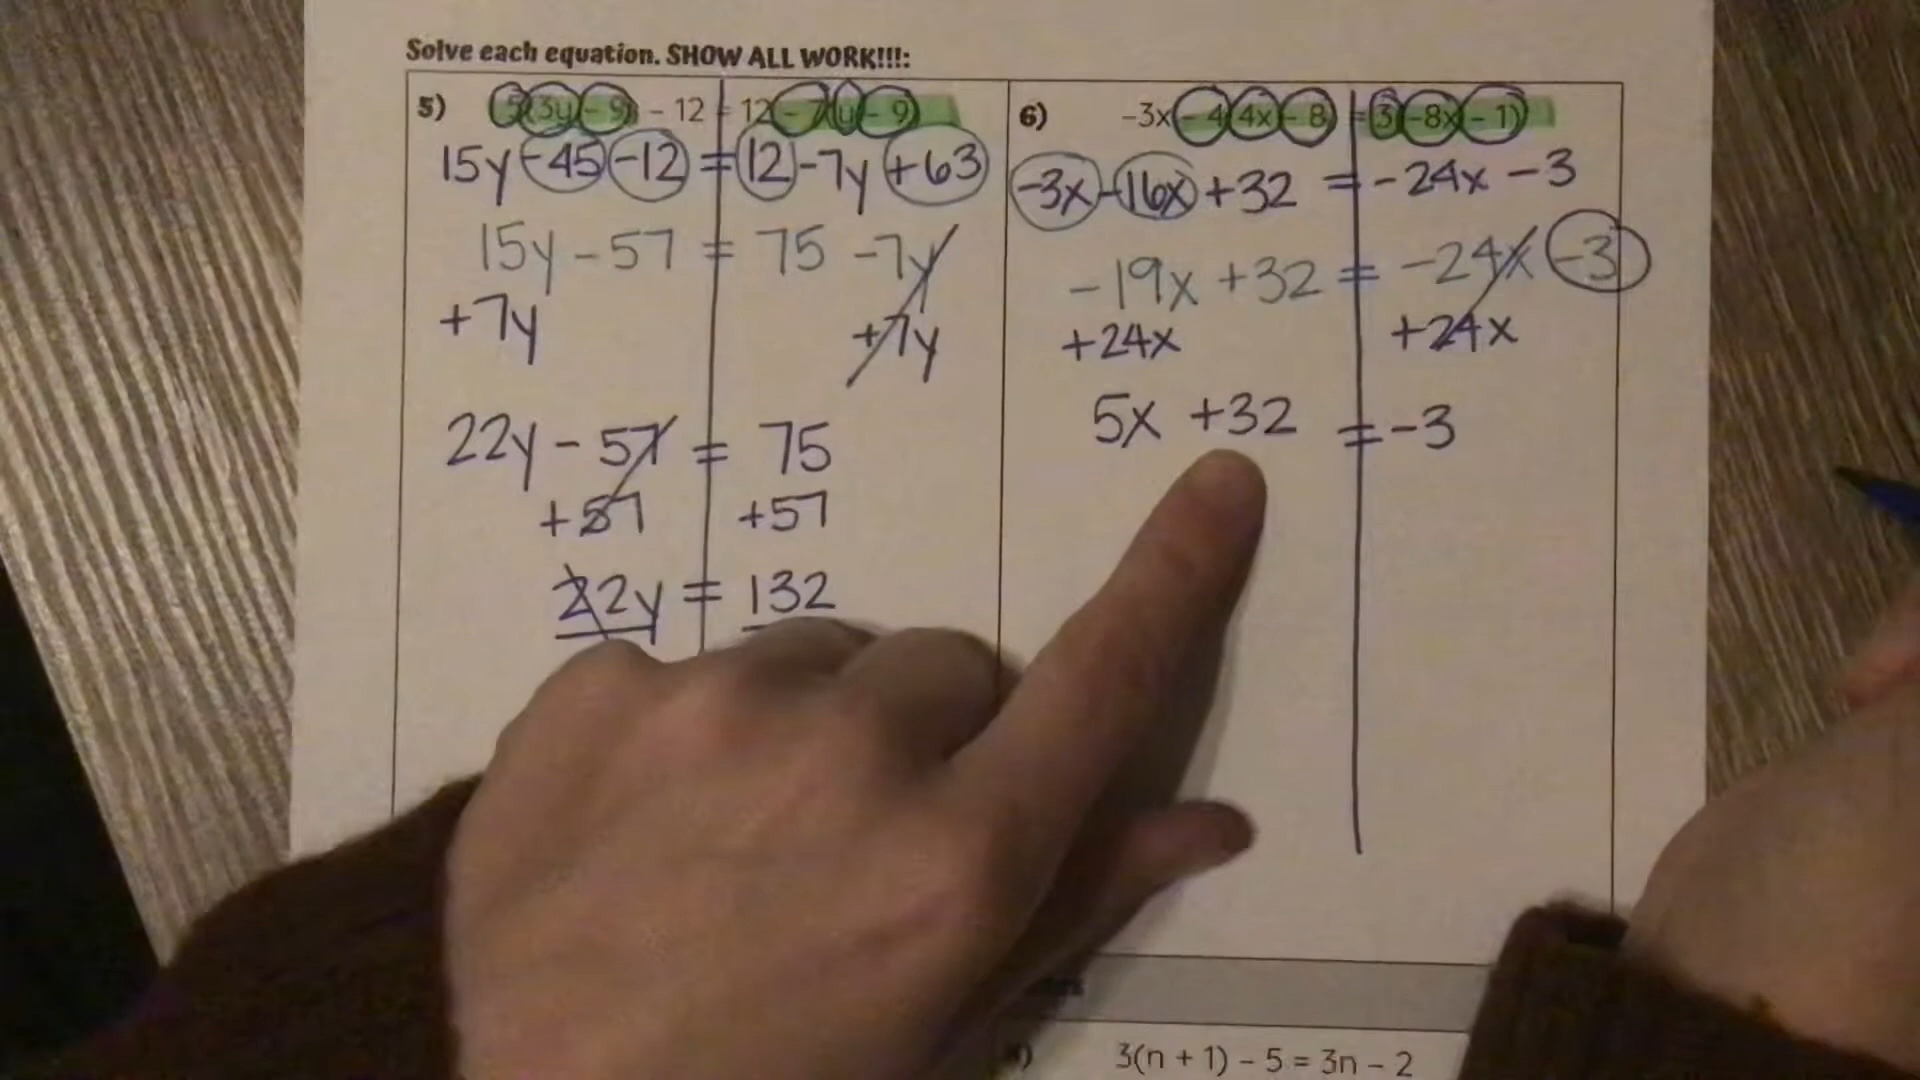 Solve each equation. SHOW ALL WORK!!!:
5) 5(3y - 9) - 12 = 12 - 7(y - 9)
15y - 45 - 12 = 12 - 7y + 63
15y - 57 = 75 - 7y
+7y +7y
22y - 57 = 75
+57 +57
22y = 132
6) -3x - 4(4x - 8) = 3(-8x - 1)
-3x - 16x + 32 = -24x - 3
-19x + 32 = -24x - 3
+24x +24x
5x + 32 = -3
3(n + 1) - 5 = 3n - 2